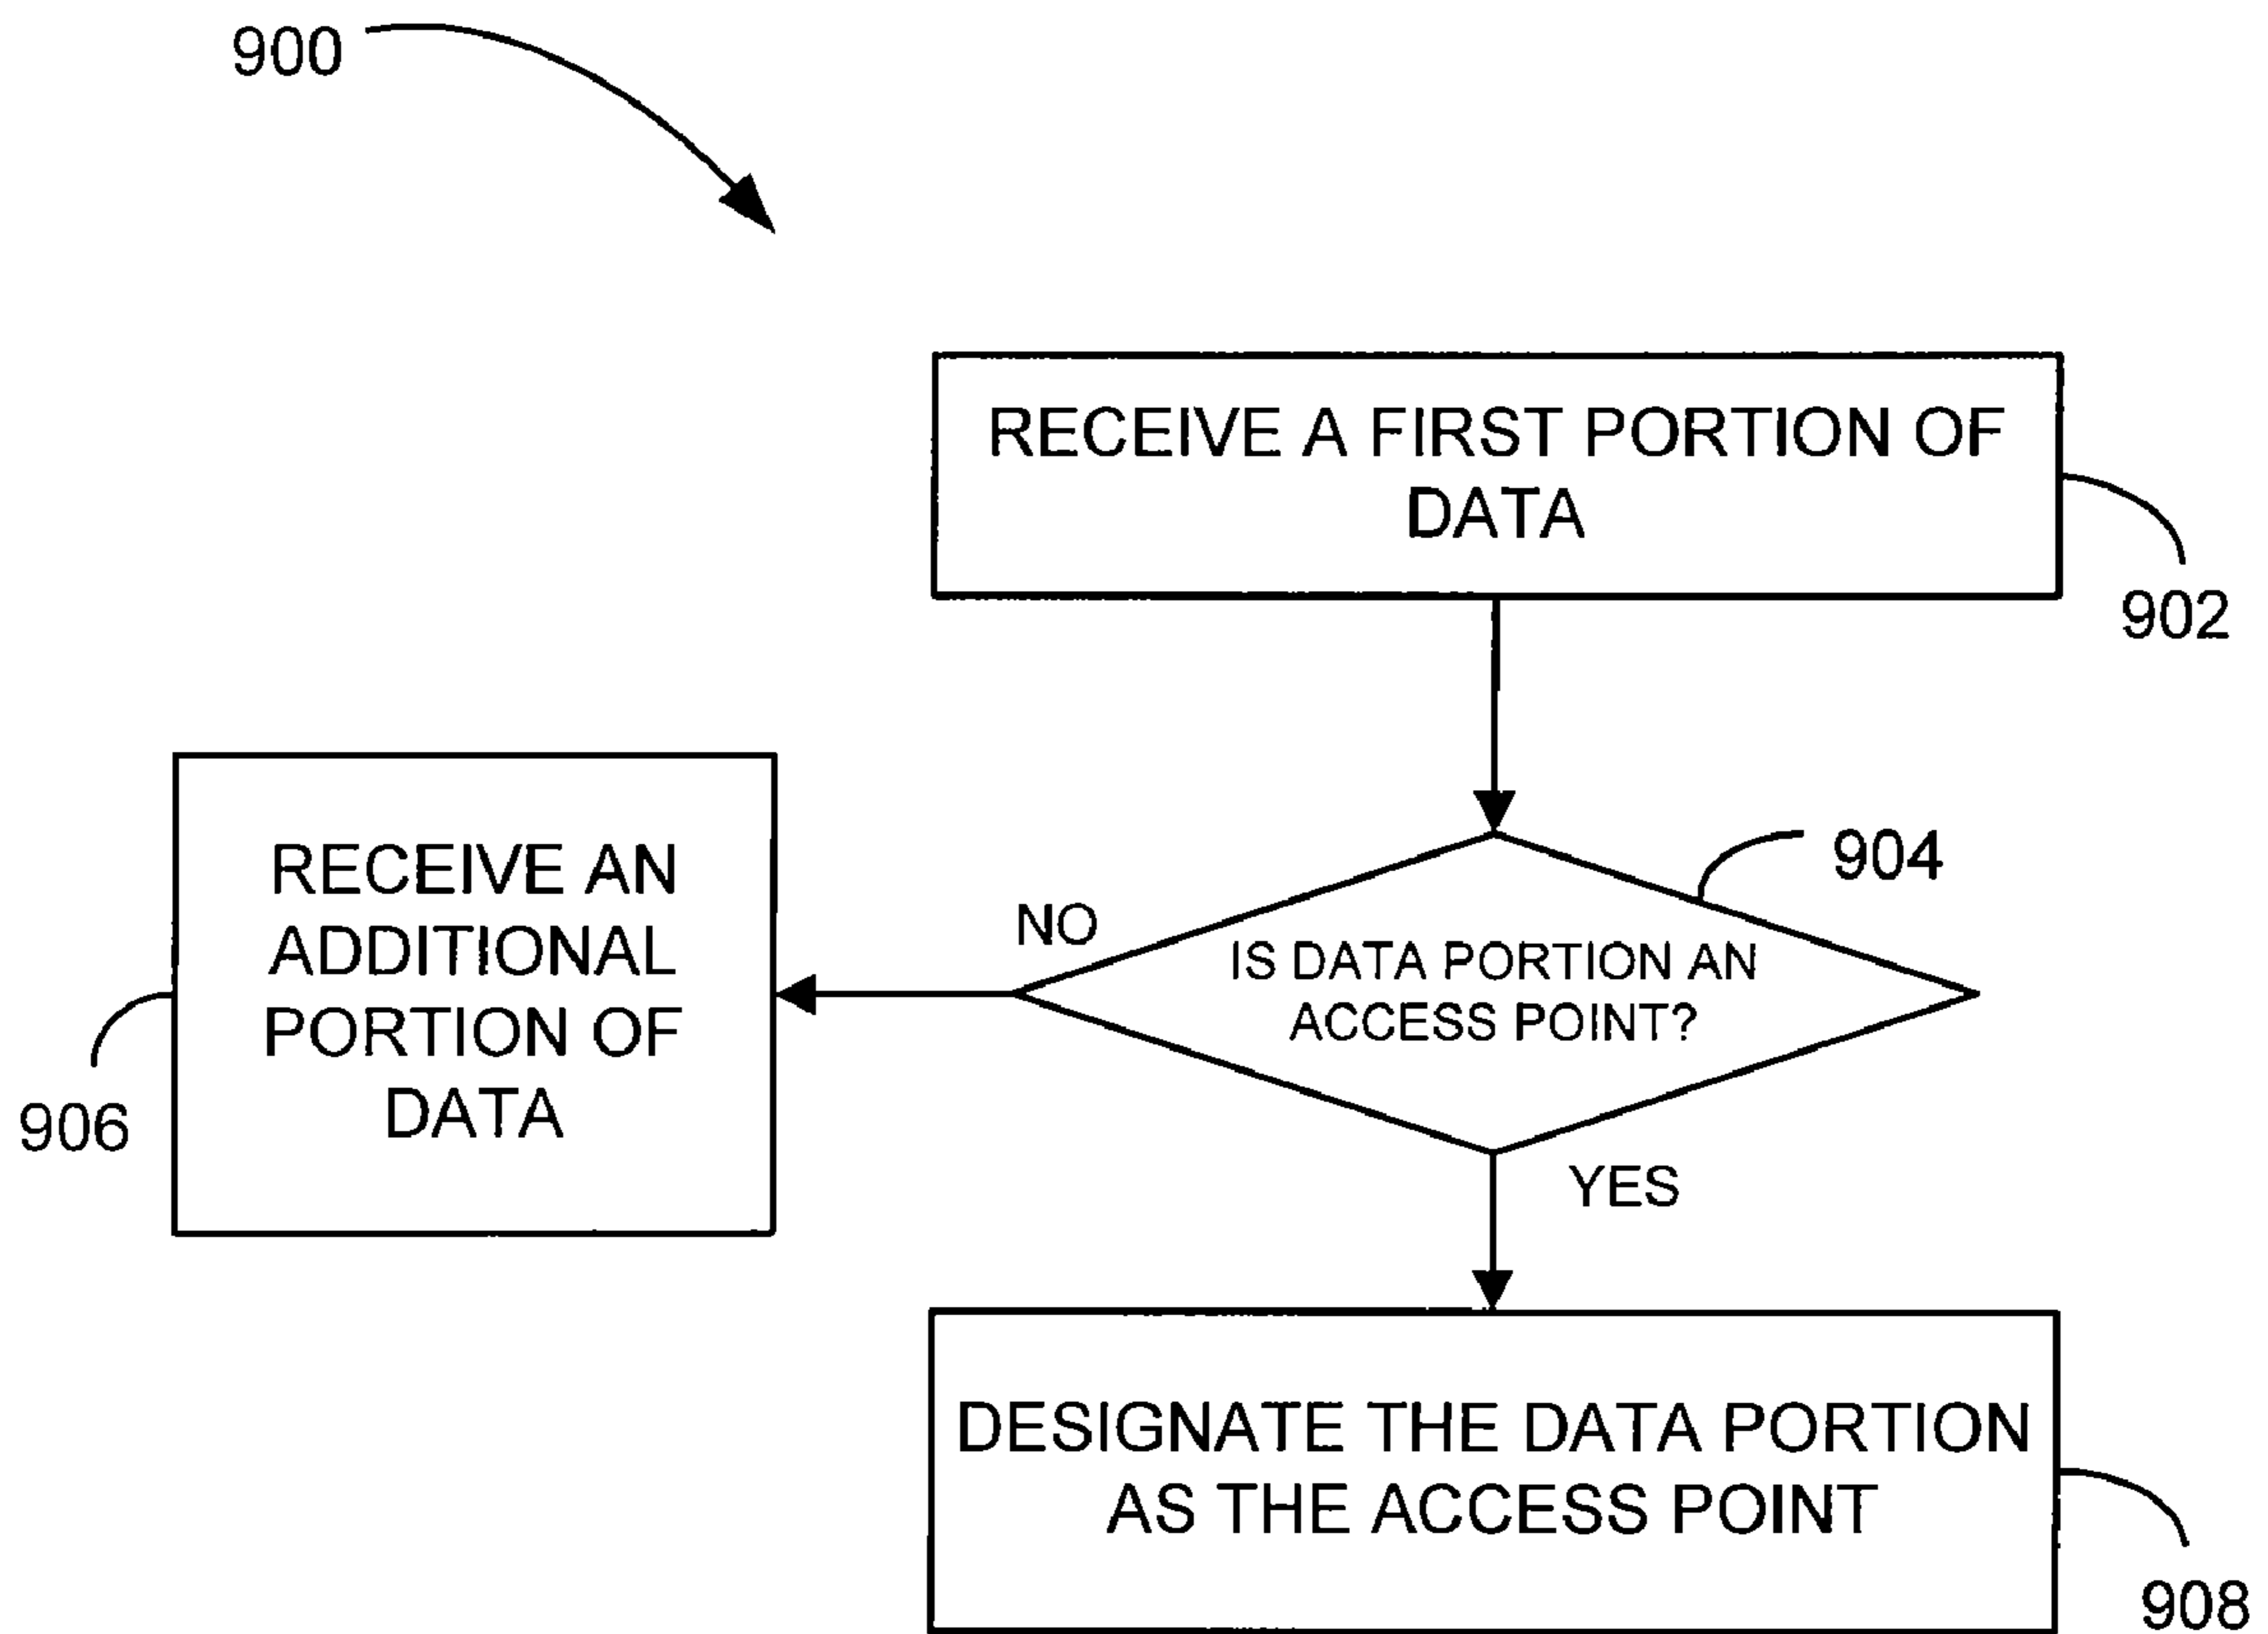 900
RECEIVE A FIRST PORTION OF
DATA
902
904
NO
IS DATA PORTION AN
ACCESS POINT?
RECEIVE AN
ADDITIONAL
PORTION OF
DATA
906
YES
DESIGNATE THE DATA PORTION
AS THE ACCESS POINT
908